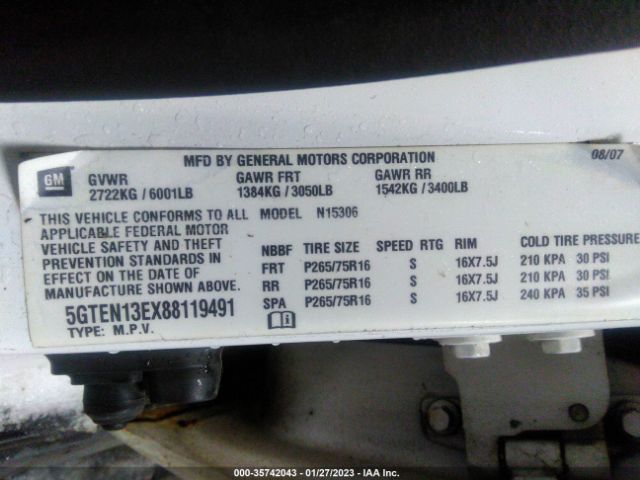 MFD BY GENERAL MOTORS CORPORATION 08/07
GM GVWR GAWR FRT GAWR RR
2722KG / 6001LB 1384KG / 3050LB 1542KG / 3400LB
THIS VEHICLE CONFORMS TO ALL MODEL N15306
APPLICABLE FEDERAL MOTOR
VEHICLE SAFETY AND THEFT NBBF TIRE SIZE SPEED RTG RIM COLD TIRE PRESSURE
PREVENTION STANDARDS IN FRT P265/75R16 S 16X7.5J 210 KPA 30 PSI
EFFECT ON THE DATE OF RR P265/75R16 S 16X7.5J 210 KPA 30 PSI
MANUFACTURE SHOWN ABOVE. SPA P265/75R16 S 16X7.5J 240 KPA 35 PSI
5GTEN13EX88119491
TYPE: M.P.V.
000-35742043 - 01/27/2023 - IAA Inc.